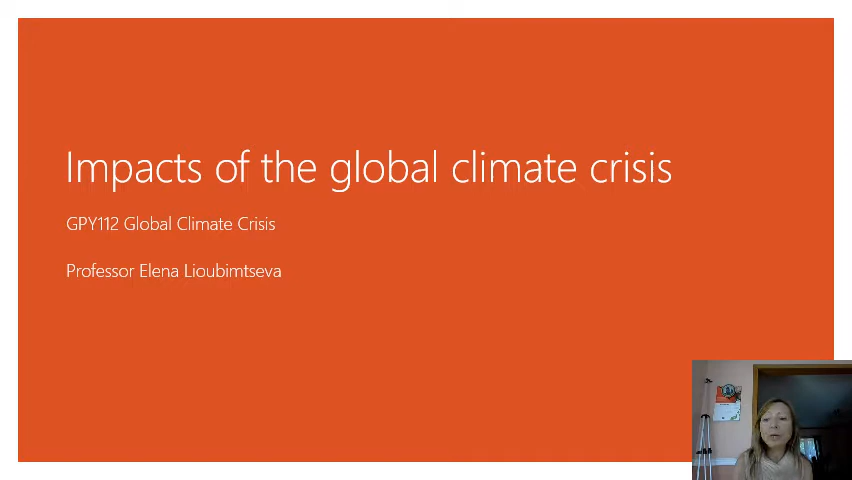 Impacts of the global climate crisis
GPY112 Global Climate Crisis
Professor Elena Lioubimtseva